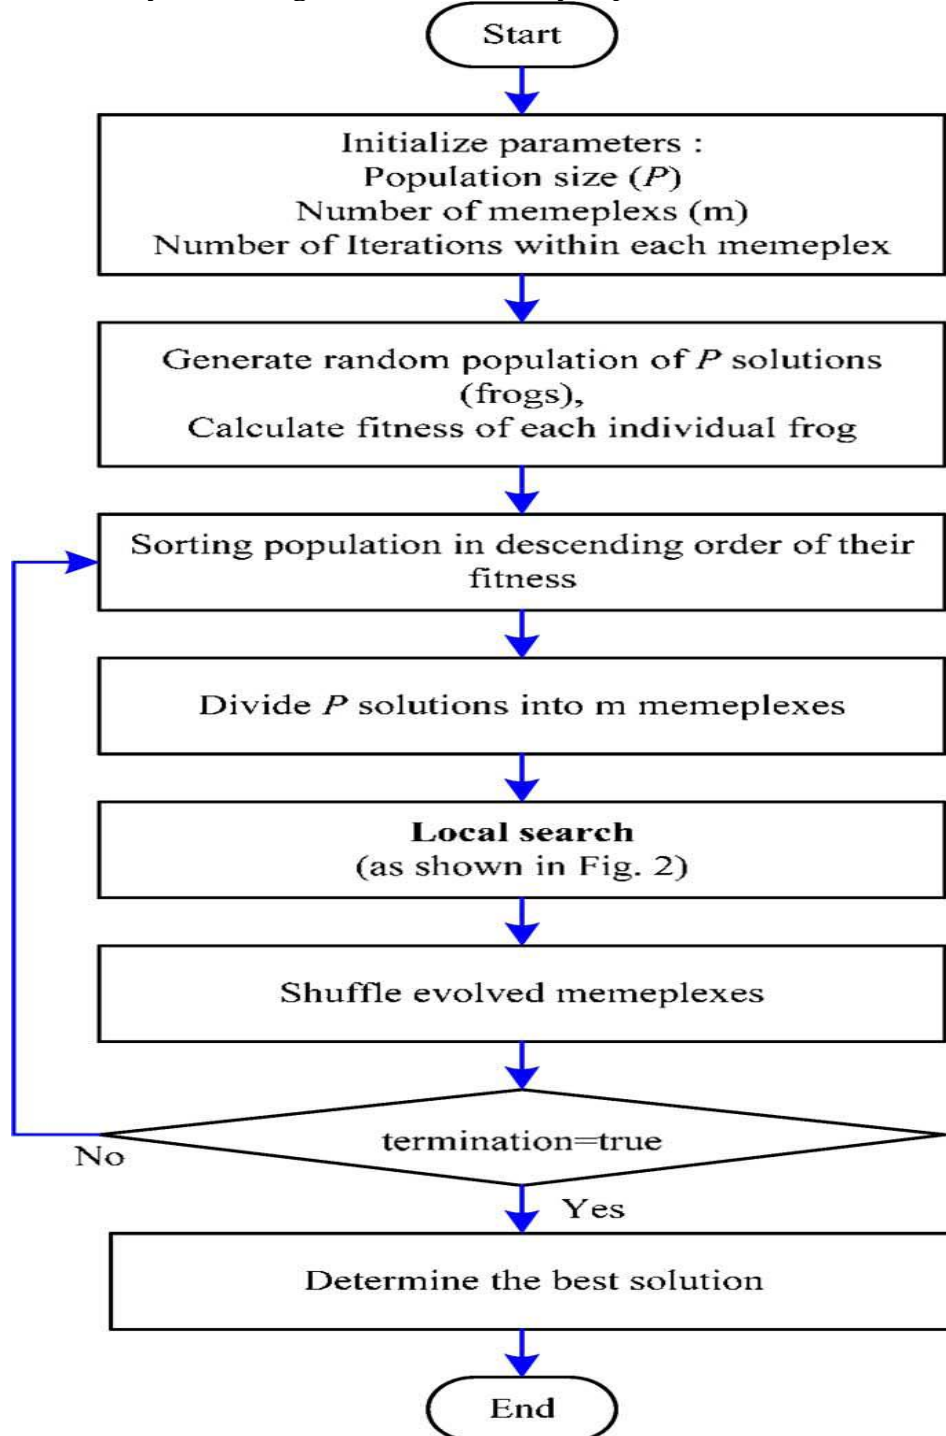 Start
Initialize parameters :
Population size (P)
Number of memeplexs (m)
Number of Iterations within each memeplex
Generate random population of P solutions
(frogs),
Calculate fitness of each individual frog
Sorting population in descending order of their
fitness
Divide P solutions into m memeplexes
Local search
(as shown in Fig. 2)
Shuffle evolved memeplexes
termination=true
No
Yes
Determine the best solution
End